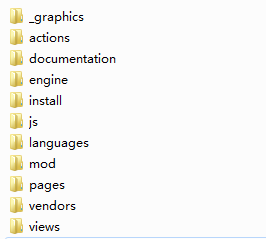 _graphics
actions
documentation
engine
install
js
languages
mod
pages
vendors
views